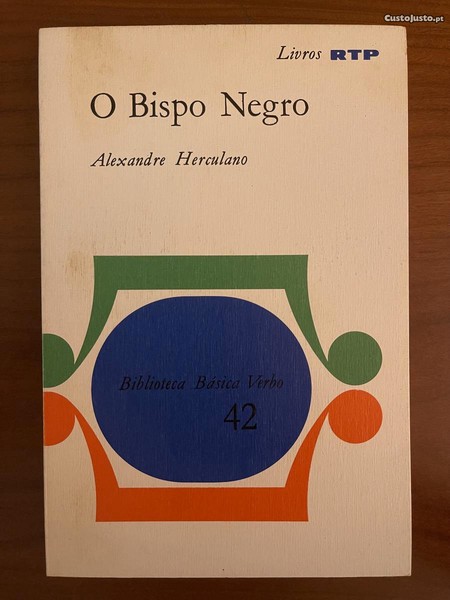 CustoJusto.pt
Livros RTP
O Bispo Negro
Alexandre Herculano
Biblioteca Básica Verbo
42